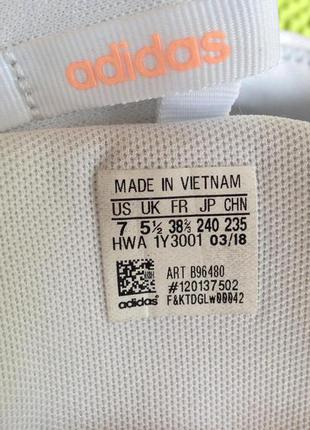 adidas
MADE IN VIETNAM
US UK FR JP CHN
7 5½ 38⅔ 240 235
HWA 1Y3001 03/18
ART B96480
#120137502
adidas F&KTDGLW00042